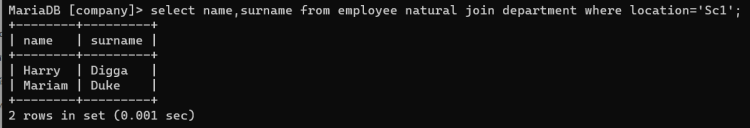 MariaDB [company]> select name,surname from employee natural join department where location='Sc1';
+--------+---------+
| name   | surname |
+--------+---------+
| Harry  | Digga   |
| Mariam | Duke    |
+--------+---------+
2 rows in set (0.001 sec)